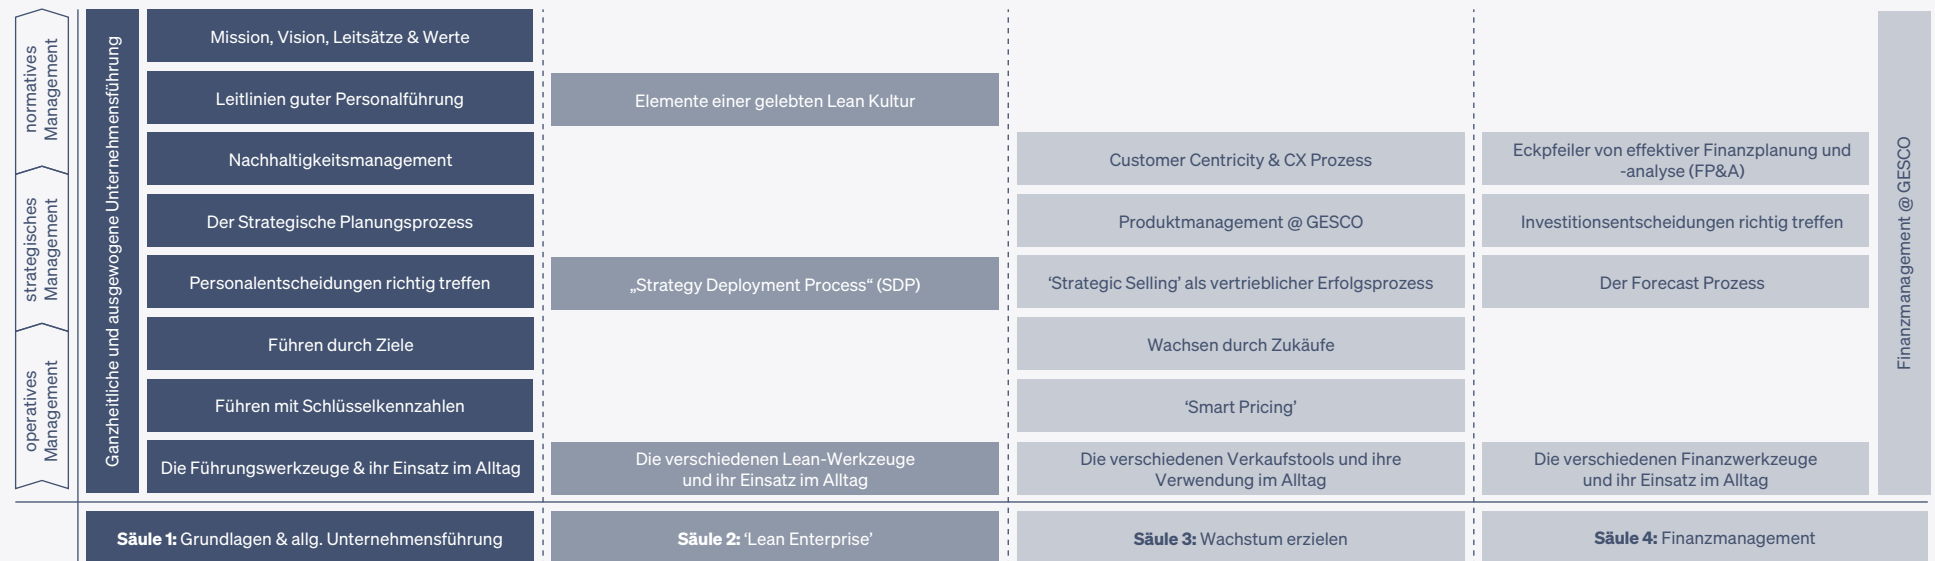 normatives
Management
strategisches
Management
operatives
Management
Ganzheitliche und ausgewogene Unternehmensführung
Mission, Vision, Leitsätze & Werte
Leitlinien guter Personalführung
Nachhaltigkeitsmanagement
Der Strategische Planungsprozess
Personalentscheidungen richtig treffen
Führen durch Ziele
Führen mit Schlüsselkennzahlen
Die Führungswerkzeuge & ihr Einsatz im Alltag
Säule 1: Grundlagen & allg. Unternehmensführung
Elemente einer gelebten Lean Kultur
„Strategy Deployment Process“ (SDP)
Die verschiedenen Lean-Werkzeuge
und ihr Einsatz im Alltag
Säule 2: ‘Lean Enterprise’
Customer Centricity & CX Prozess
Produktmanagement @ GESCO
‘Strategic Selling’ als vertrieblicher Erfolgsprozess
Wachsen durch Zukäufe
‘Smart Pricing’
Die verschiedenen Verkaufstools und ihre
Verwendung im Alltag
Säule 3: Wachstum erzielen
Eckpfeiler von effektiver Finanzplanung und
-analyse (FP&A)
Investitionsentscheidungen richtig treffen
Der Forecast Prozess
Die verschiedenen Finanzwerkzeuge
und ihr Einsatz im Alltag
Säule 4: Finanzmanagement
Finanzmanagement @ GESCO